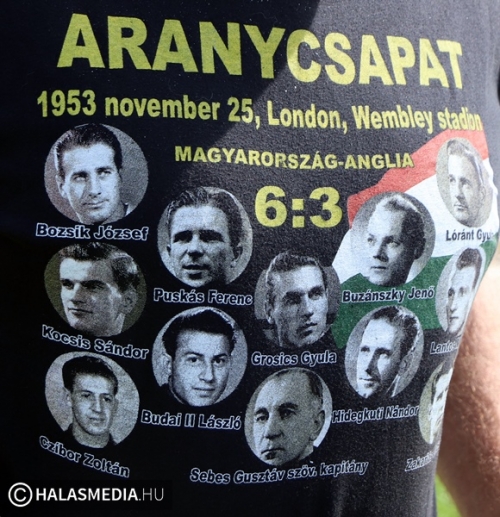 ARANYCSAPAT
1953 november 25, London, Wembley stadion
MAGYARORSZÁG-ANGLIA
6:3
Bozsik József
Puskás Ferenc
Buzánszky Jenő
Lóránt
Kocsis Sándor
Grosics Gyula
Budai II László
Hidegkuti Nándor
Czibor Zoltán
Sebes Gusztáv szöv. kapitány
© HALASMEDIA.HU